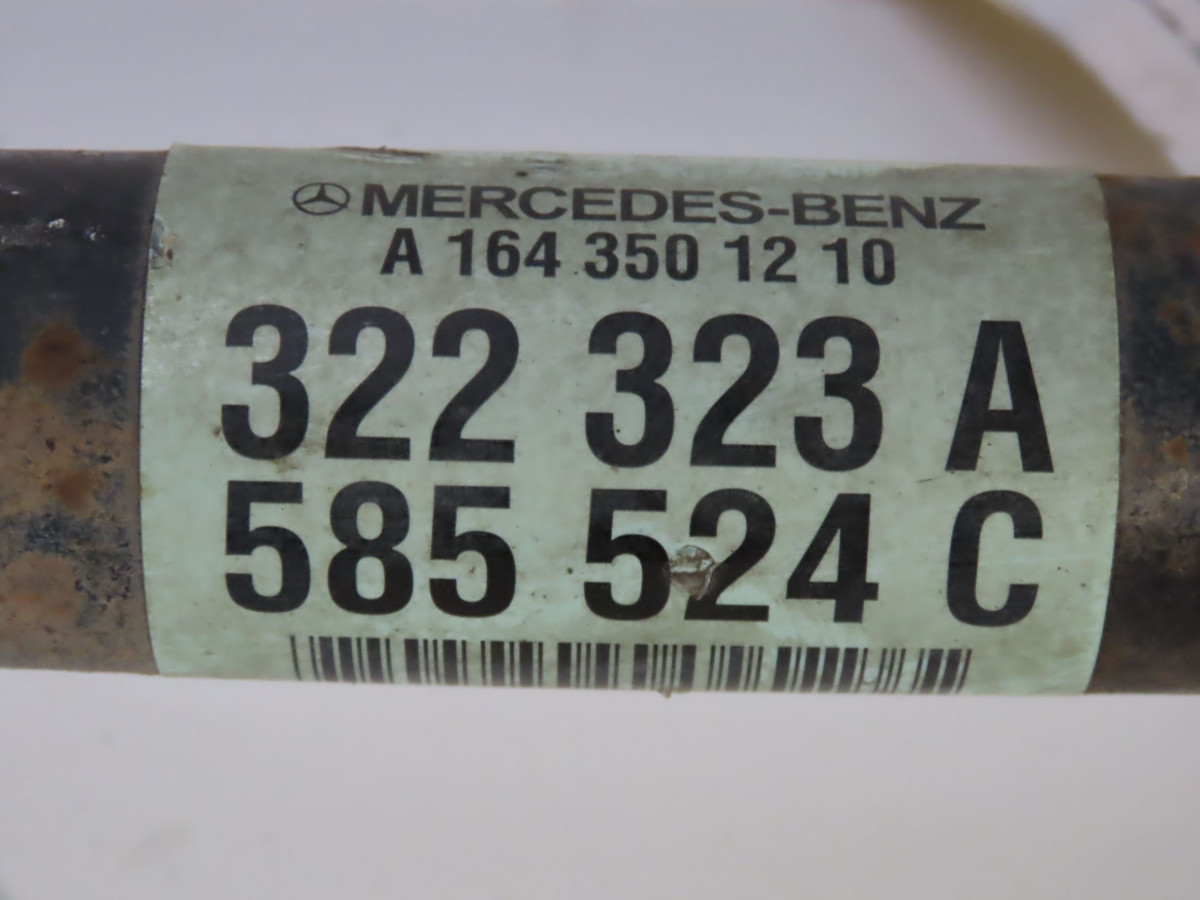 MERCEDES-BENZ
A 164 350 12 10
322 323 A
585 524 C